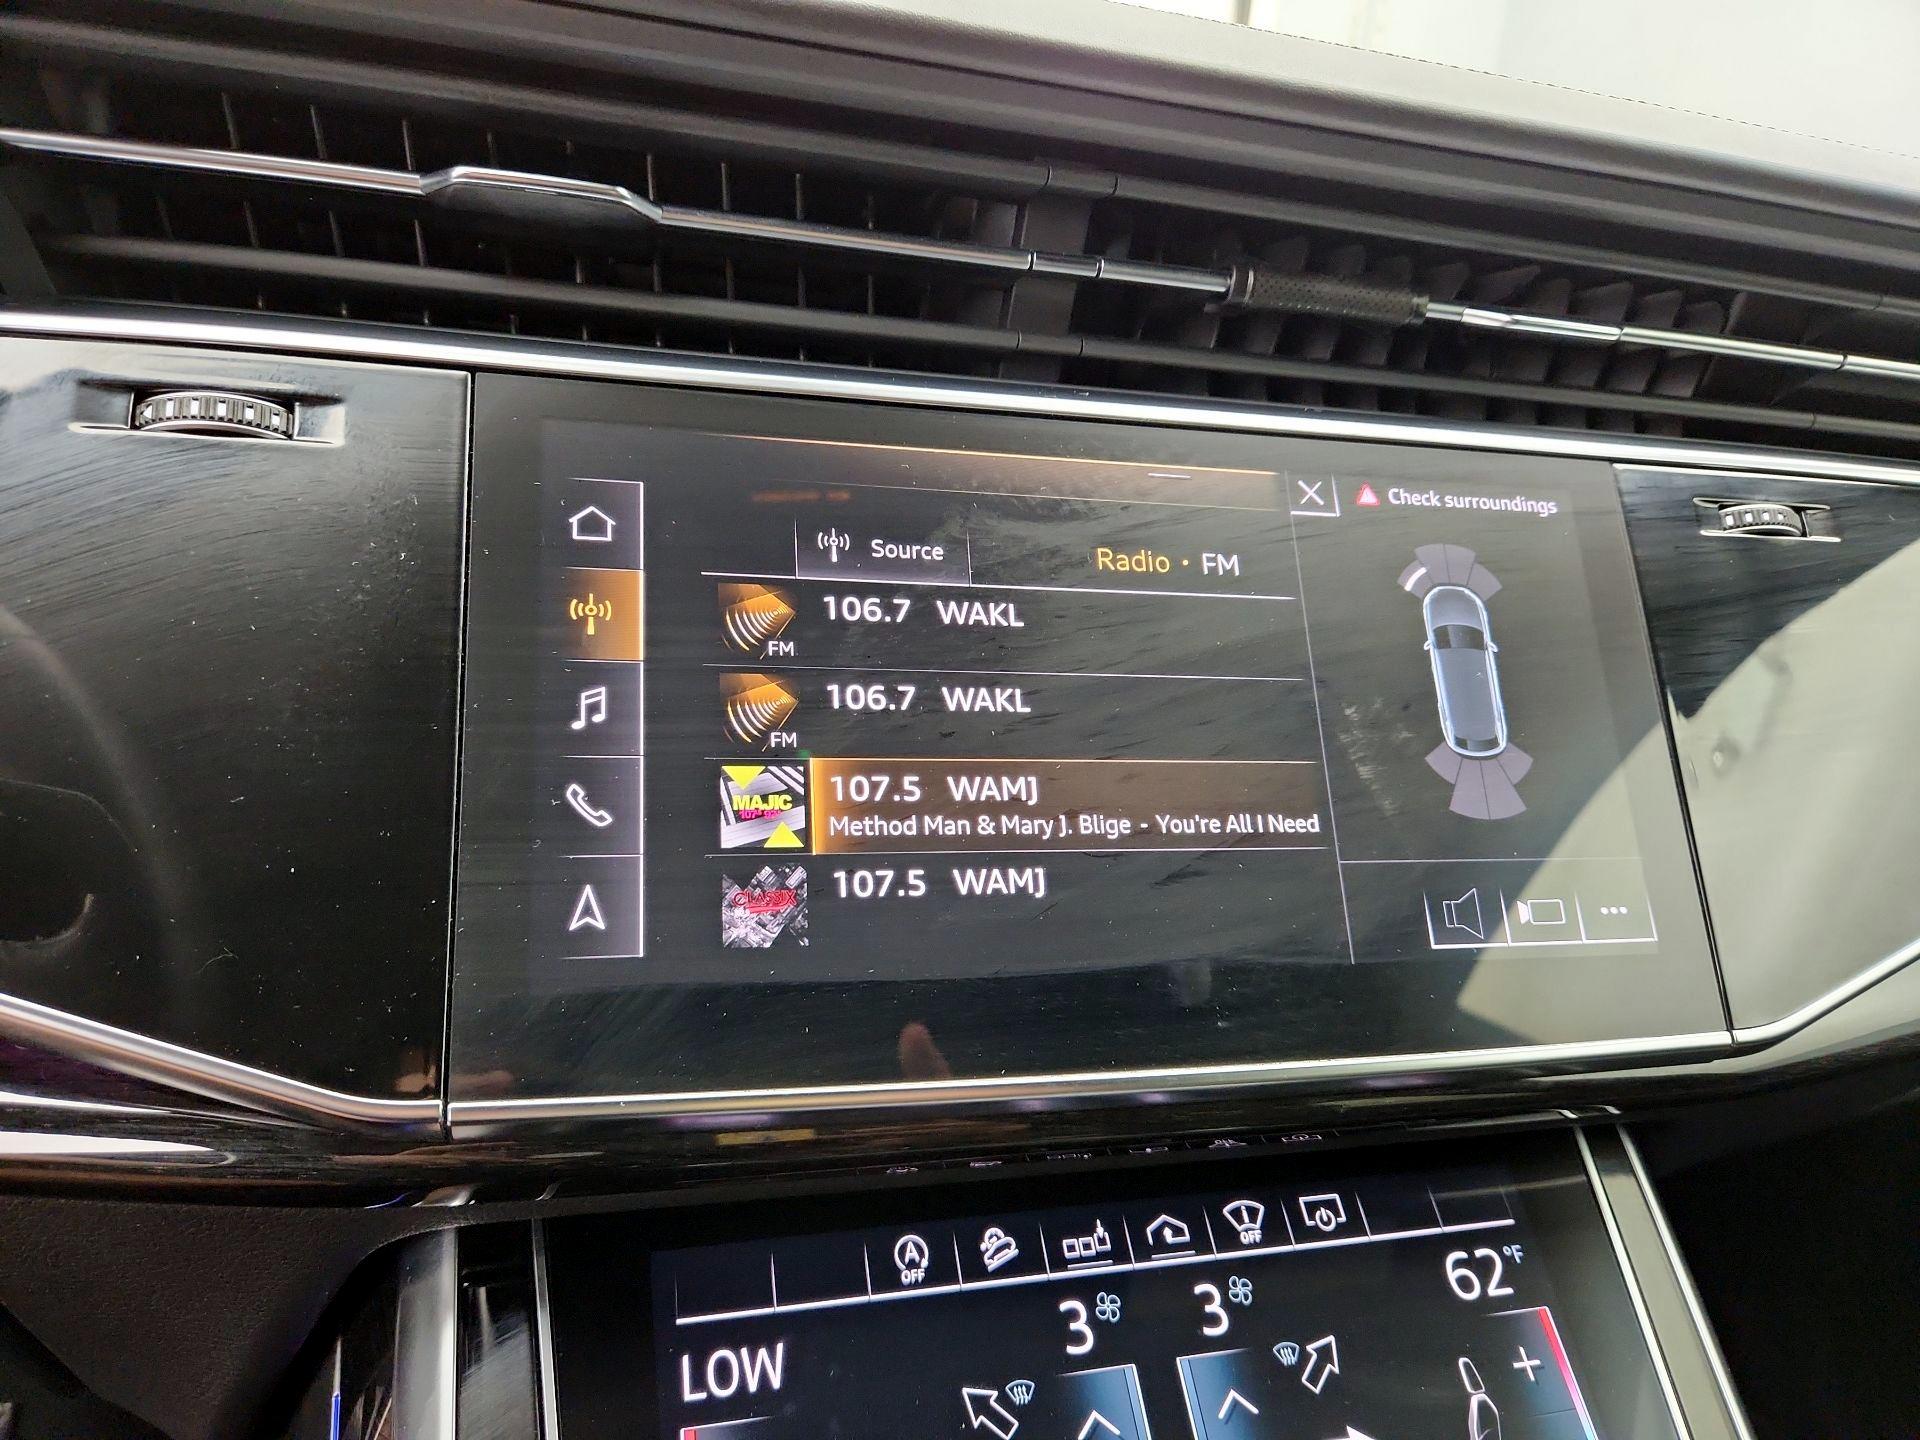 Check surroundings
Source
Radio • FM
106.7 WAKL
FM
106.7 WAKL
FM
MAJIC
107.5 WAMJ
Method Man & Mary J. Blige - You're All I Need
CLASSIX
107.5 WAMJ
A
OFF
OFF
62°F
3
3
LOW